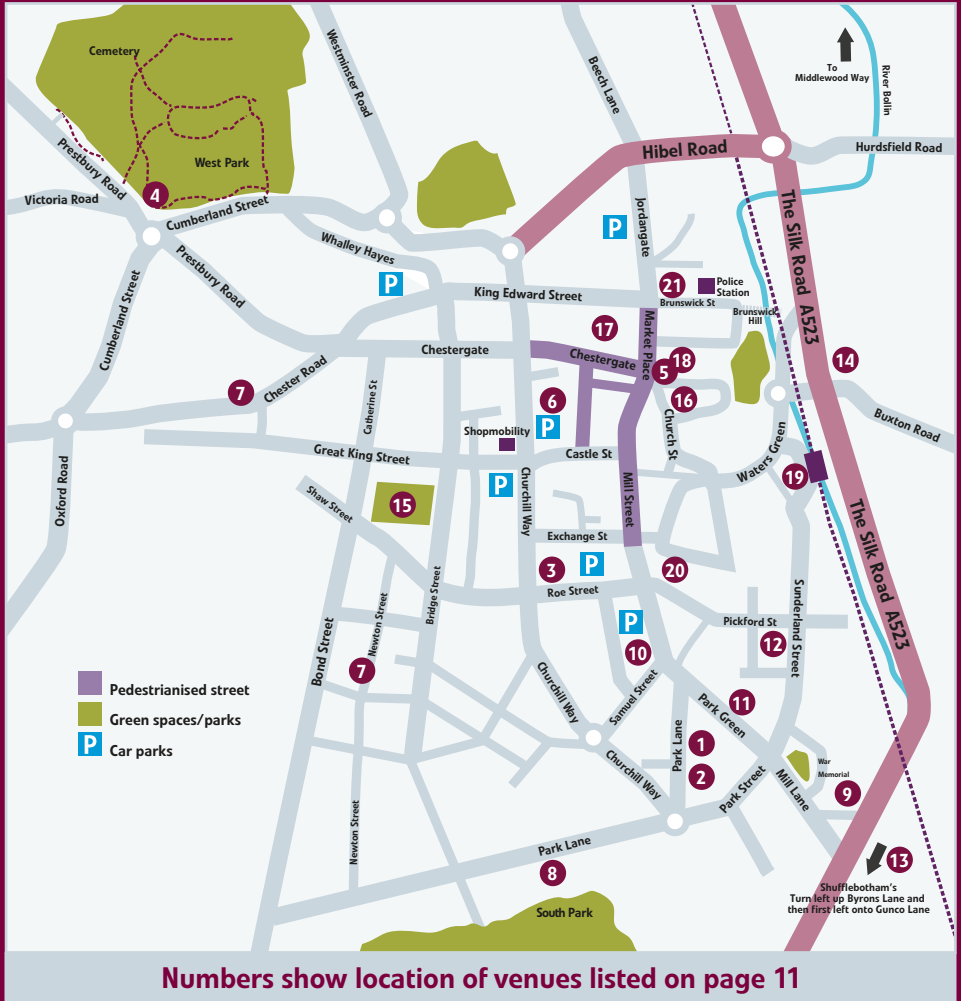 Cemetery
Westminster Road
Beech Lane
To
Middlewood Way
River Bolin
Hibel Road
Hurdsfield Road
Prestbury Road
West Park
Victoria Road
4
Cumberland Street
Jordangate
P
The Silk Road A523
Whalley Hayes
Prestbury Road
P
King Edward Street
21
Police
Station
Brunswick St
Brunswick
Hill
Cumberland Street
17
Market Place
Chestergate
Chestergate
18
5
14
7
Chester Road
Catherine St
6
16
Church St
Buxton Road
Shopmobility
P
Great King Street
Castle St
Waters Green
19
Oxford Road
P
Churchill Way
Mill Street
Shaw Street
15
The Silk Road A523
Exchange St
3
P
20
Roe Street
Bridge Street
Newton Street
Sunderland Street
Pickford St
P
12
10
Bond Street
7
Pedestrianised street
Green spaces/parks
P
Car parks
Churchill Way
Samuel Street
Park Green
11
Park Lane
1
2
Churchill Way
Park Street
Mill Lane
War
Memorial
9
Newton Street
Park Lane
8
13
Shufflebotham's
Turn left up Byrons Lane and
then first left onto Gunco Lane
South Park
Numbers show location of venues listed on page 11